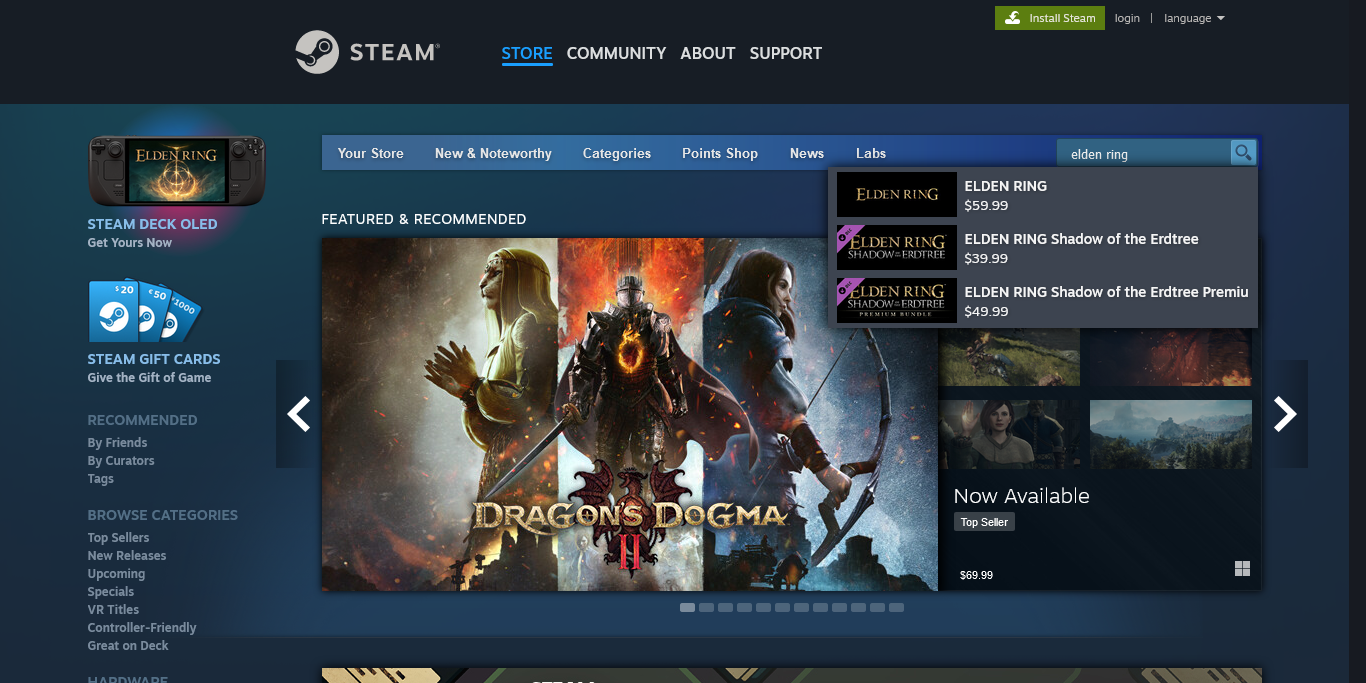 Install Steam
login | language
STEAM®
STORE COMMUNITY ABOUT SUPPORT
ELDEN RING
STEAM DECK OLED
Get Yours Now
$20 €50 $1000
STEAM GIFT CARDS
Give the Gift of Game
RECOMMENDED
By Friends
By Curators
Tags
BROWSE CATEGORIES
Top Sellers
New Releases
Upcoming
Specials
VR Titles
Controller-Friendly
Great on Deck
HARDWARE
Your Store New & Noteworthy Categories Points Shop News Labs
elden ring
ELDEN RING
ELDEN RING
$59.99
DLC
ELDEN RING
SHADOW OF THE ERDTREE
ELDEN RING Shadow of the Erdtree
$39.99
DLC
ELDEN RING
SHADOW OF THE ERDTREE
PREMIUM BUNDLE
ELDEN RING Shadow of the Erdtree Premiu
$49.99
FEATURED & RECOMMENDED
DRAGON'S DOGMA
II
Now Available
Top Seller
$69.99
STEAM